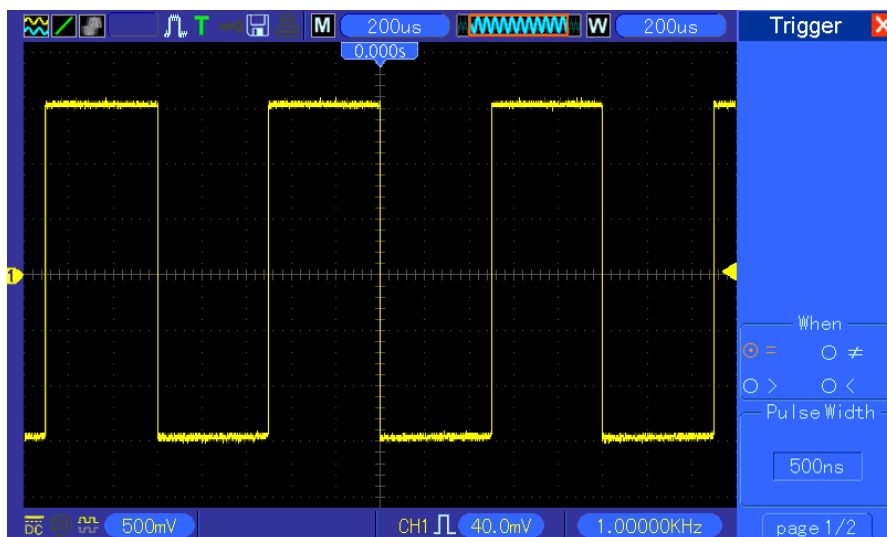 T M 200us W 200us Trigger X
0.000s
1
When
= ≠
> <
Pulse Width
500ns
DC 500mV CH1 40.0mV 1.00000KHz page 1/2